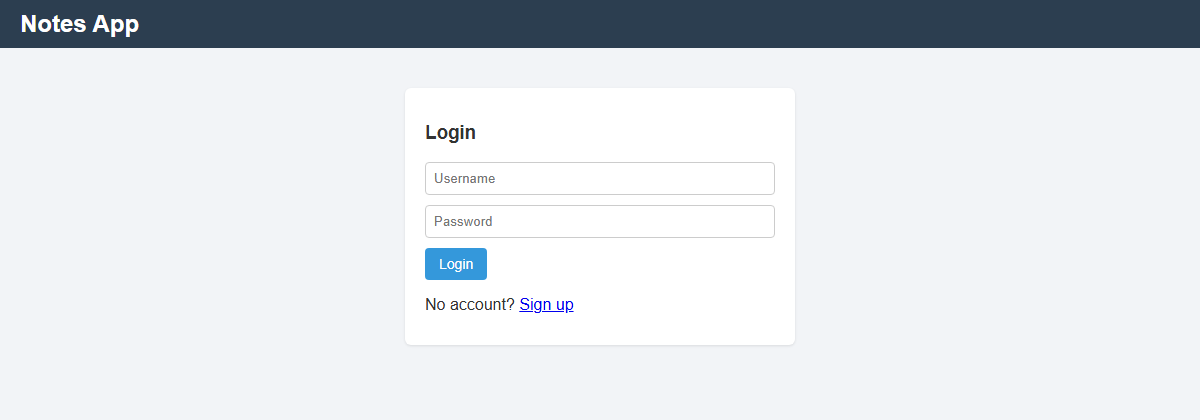 Notes App
Login
Username
Password
Login
No account? Sign up